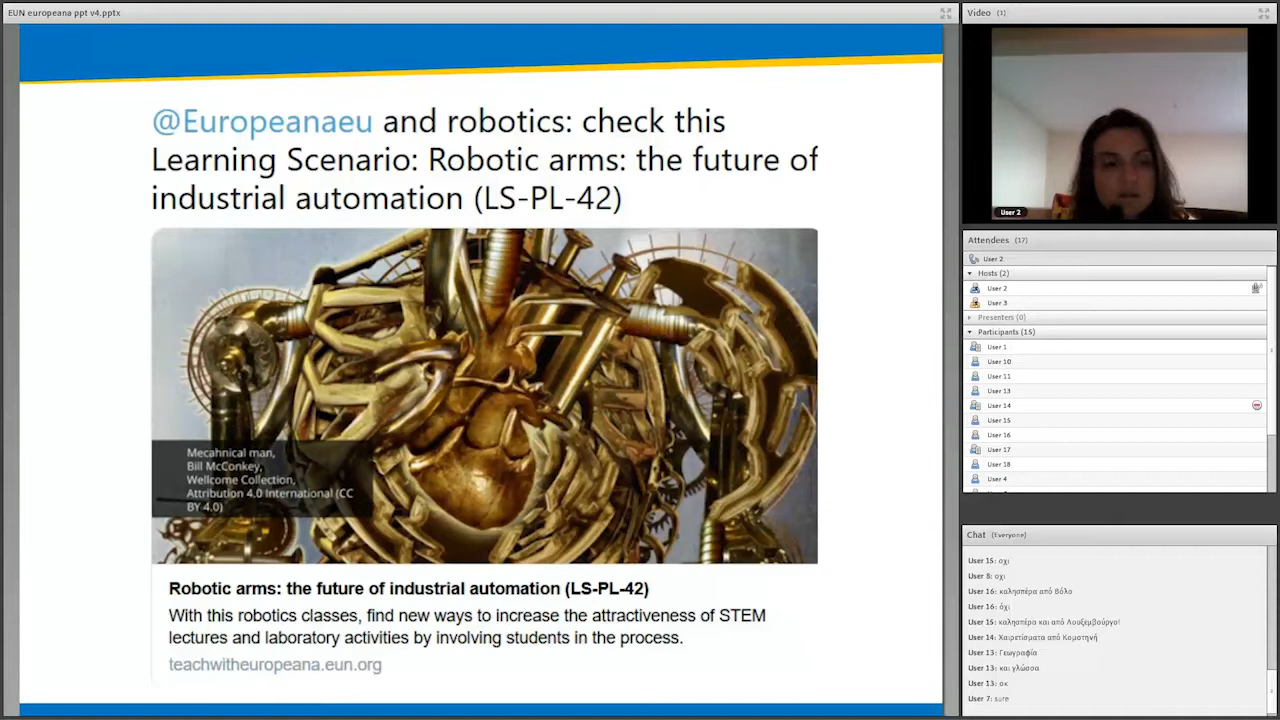 EUN europeana ppt v4.pptx
@Europeanaeu and robotics: check this
Learning Scenario: Robotic arms: the future of
industrial automation (LS-PL-42)
Mecahnical man,
Bill McConkey,
Wellcome Collection,
Attribution 4.0 International (CC
BY 4.0)
Robotic arms: the future of industrial automation (LS-PL-42)
With this robotics classes, find new ways to increase the attractiveness of STEM
lectures and laboratory activities by involving students in the process.
teachwitheuropeana.eun.org
Video (1)
User 2
Attendees (17)
User 2
Hosts (2)
User 2
User 3
Presenters (0)
Participants (15)
User 1
User 10
User 11
User 13
User 14
User 15
User 16
User 17
User 18
User 4
Chat (Everyone)
User 15: οχι
User 8: οχι
User 16: καλησπέρα από βόλο
User 16: όχι
User 15: καλησπέρα και από Λουξεμβούργο!
User 14: Χαιρετίσματα από Κομοτηνή
User 13: Γεωγραφία
User 13: και γλώσσα
User 13: οκ
User 7: sure